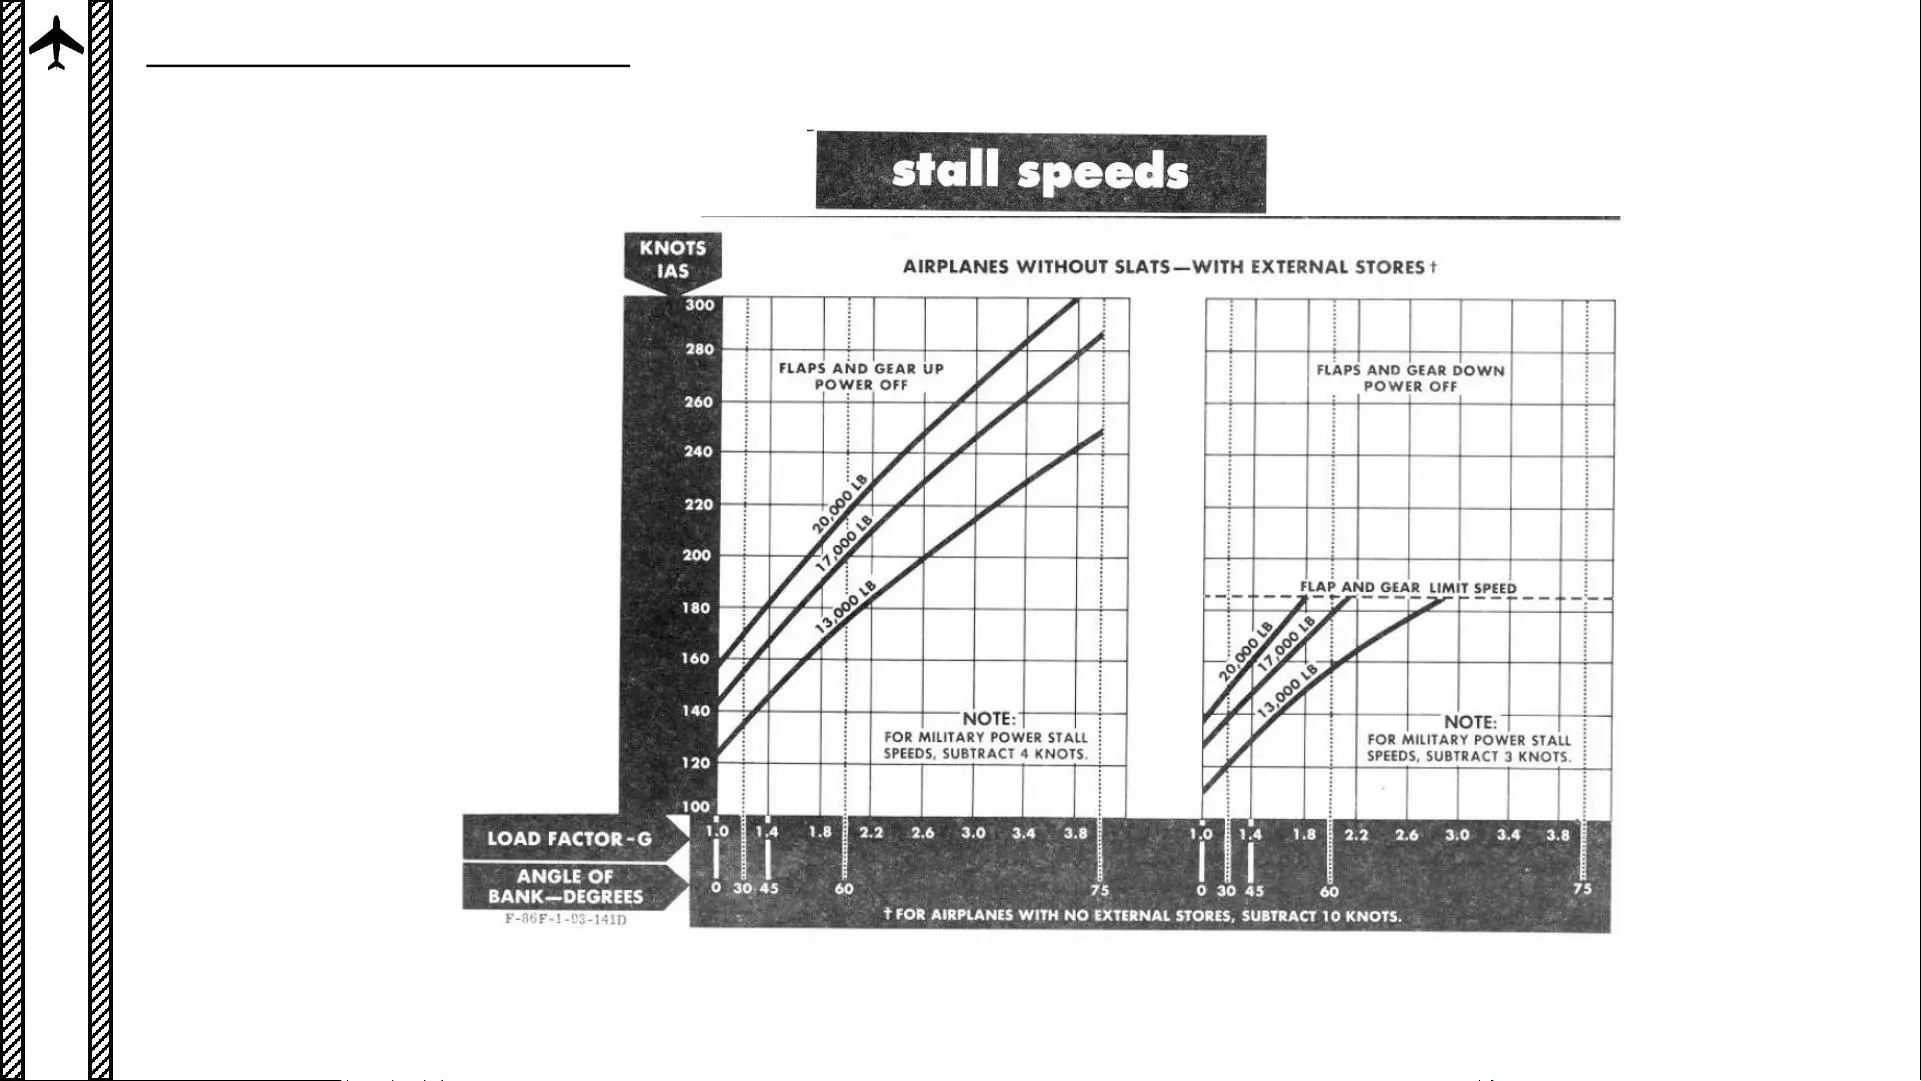 stall speeds
KNOTS
IAS
AIRPLANES WITHOUT SLATS—WITH EXTERNAL STORES †
300
280
260
240
220
200
180
160
140
120
100
FLAPS AND GEAR UP
POWER OFF
20,000 LB
17,000 LB
13,000 LB
NOTE:
FOR MILITARY POWER STALL
SPEEDS, SUBTRACT 4 KNOTS.
FLAPS AND GEAR DOWN
POWER OFF
FLAP AND GEAR LIMIT SPEED
20,000 LB
17,000 LB
13,000 LB
NOTE:
FOR MILITARY POWER STALL
SPEEDS, SUBTRACT 3 KNOTS.
LOAD FACTOR-G
1.0 1.4 1.8 2.2 2.6 3.0 3.4 3.8
1.0 1.4 1.8 2.2 2.6 3.0 3.4 3.8
ANGLE OF
BANK—DEGREES
0 30 45 60 75
0 30 45 60 75
† FOR AIRPLANES WITH NO EXTERNAL STORES, SUBTRACT 10 KNOTS.
F-86F-1-93-141D